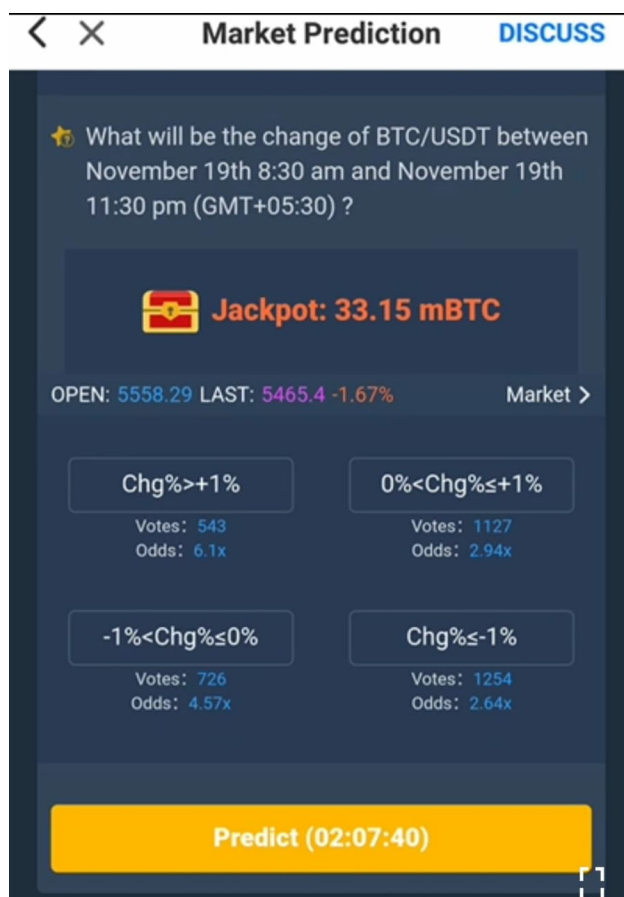 Market Prediction DISCUSS
What will be the change of BTC/USDT between
November 19th 8:30 am and November 19th
11:30 pm (GMT+05:30) ?
Jackpot: 33.15 mBTC
OPEN: 5558.29 LAST: 5465.4 -1.67% Market >
Chg%>+1% 0%<Chg%≤+1%
Votes: 543 Votes: 1127
Odds: 6.1x Odds: 2.94x
-1%<Chg%≤0% Chg%≤-1%
Votes: 726 Votes: 1254
Odds: 4.57x Odds: 2.64x
Predict (02:07:40)